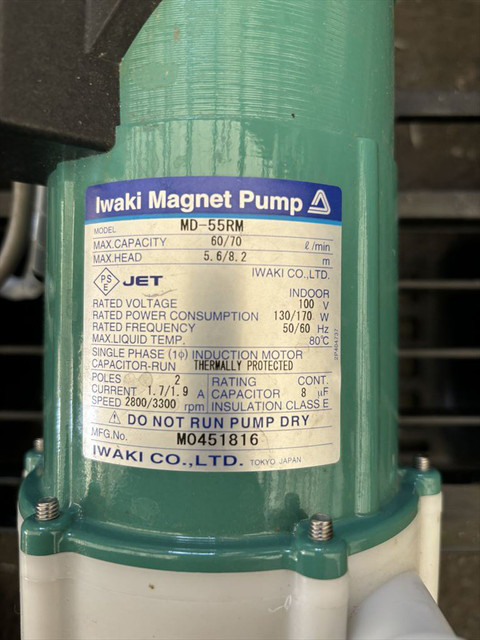 Iwaki Magnet Pump
MODEL MD-55RM
MAX.CAPACITY 60/70 ℓ/min
MAX.HEAD 5.6/8.2 m
PSE JET IWAKI CO.,LTD.
INDOOR
RATED VOLTAGE 100 V
RATED POWER CONSUMPTION 130/170 W
RATED FREQUENCY 50/60 Hz
MAX.LIQUID TEMP. 80℃
SINGLE PHASE (1ϕ) INDUCTION MOTOR
CAPACITOR-RUN THERMALLY PROTECTED
POLES 2 RATING CONT.
CURRENT 1.7/1.9 A CAPACITOR 8 μF
SPEED 2800/3300 rpm INSULATION CLASS E
⚠ DO NOT RUN PUMP DRY
MFG.No. M0451816
IWAKI CO.,LTD. TOKYO JAPAN